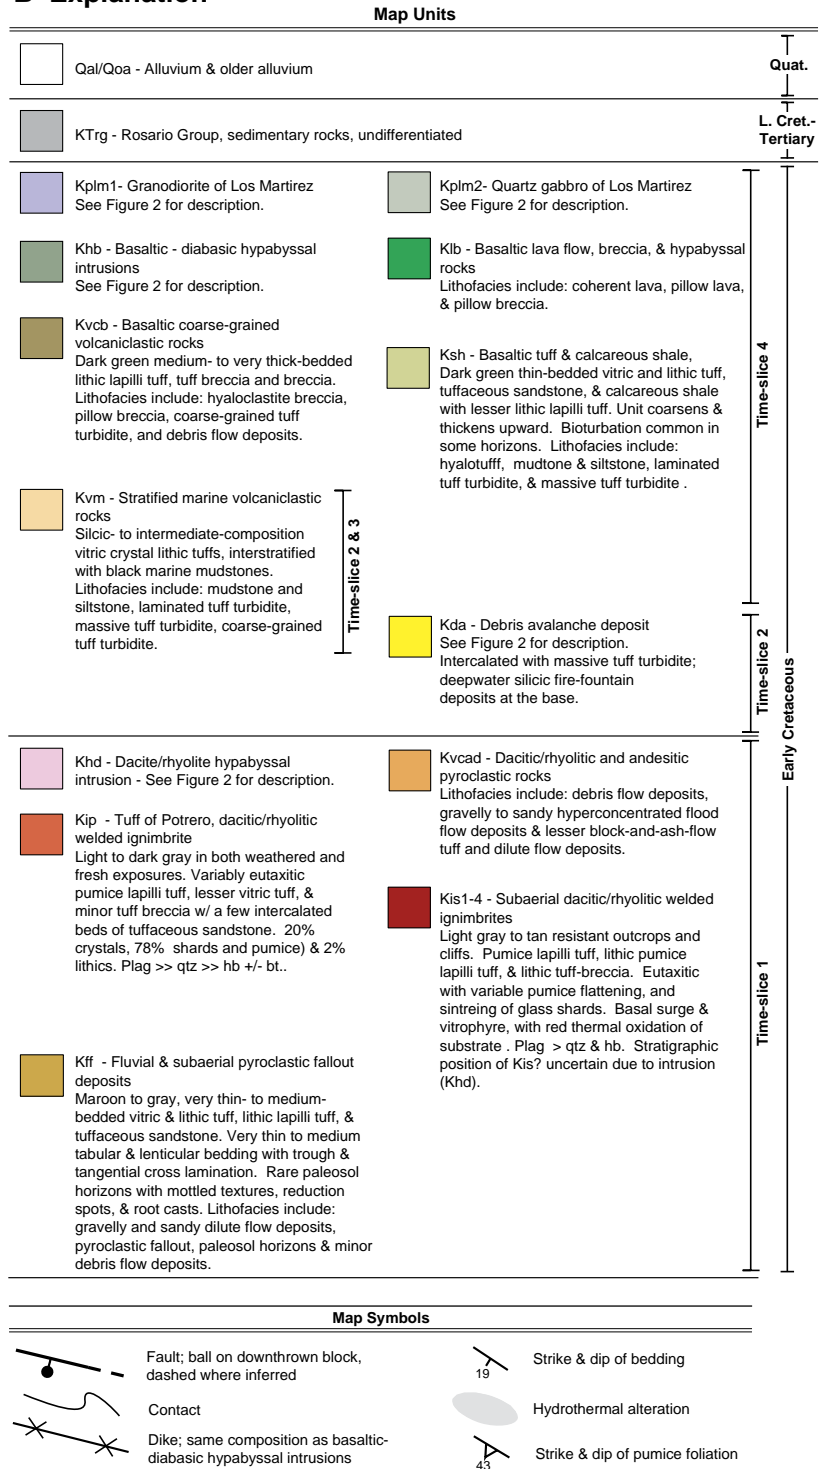 B Explanation
Map Units
Qal/Qoa - Alluvium & older alluvium
Quat.
KTrg - Rosario Group, sedimentary rocks, undifferentiated
L. Cret.-
Tertiary
Kplm1- Granodiorite of Los Martirez
See Figure 2 for description.
Khb - Basaltic - diabasic hypabyssal
intrusions
See Figure 2 for description.
Kvcb - Basaltic coarse-grained
volcaniclastic rocks
Dark green medium- to very thick-bedded
lithic lapilli tuff, tuff breccia and breccia.
Lithofacies include: hyaloclastite breccia,
pillow breccia, coarse-grained tuff
turbidite, and debris flow deposits.
Kvm - Stratified marine volcaniclastic
rocks
Silcic- to intermediate-composition
vitric crystal lithic tuffs, interstratified
with black marine mudstones.
Lithofacies include: mudstone and
siltstone, laminated tuff turbidite,
massive tuff turbidite, coarse-grained
tuff turbidite.
Time-slice 2 & 3
Kplm2- Quartz gabbro of Los Martirez
See Figure 2 for description.
Klb - Basaltic lava flow, breccia, & hypabyssal
rocks
Lithofacies include: coherent lava, pillow lava,
& pillow breccia.
Ksh - Basaltic tuff & calcareous shale,
Dark green thin-bedded vitric and lithic tuff,
tuffaceous sandstone, & calcareous shale
with lesser lithic lapilli tuff. Unit coarsens &
thickens upward. Bioturbation common in
some horizons. Lithofacies include:
hyalotufff, mudtone & siltstone, laminated
tuff turbidite, & massive tuff turbidite .
Time-slice 4
Kda - Debris avalanche deposit
See Figure 2 for description.
Intercalated with massive tuff turbidite;
deepwater silicic fire-fountain
deposits at the base.
Time-slice 2
Early Cretaceous
Khd - Dacite/rhyolite hypabyssal
intrusion - See Figure 2 for description.
Kip - Tuff of Potrero, dacitic/rhyolitic
welded ignimbrite
Light to dark gray in both weathered and
fresh exposures. Variably eutaxitic
pumice lapilli tuff, lesser vitric tuff, &
minor tuff breccia w/ a few intercalated
beds of tuffaceous sandstone. 20%
crystals, 78% shards and pumice) & 2%
lithics. Plag >> qtz >> hb +/- bt..
Kff - Fluvial & subaerial pyroclastic fallout
deposits
Maroon to gray, very thin- to medium-
bedded vitric & lithic tuff, lithic lapilli tuff, &
tuffaceous sandstone. Very thin to medium
tabular & lenticular bedding with trough &
tangential cross lamination. Rare paleosol
horizons with mottled textures, reduction
spots, & root casts. Lithofacies include:
gravelly and sandy dilute flow deposits,
pyroclastic fallout, paleosol horizons & minor
debris flow deposits.
Kvcad - Dacitic/rhyolitic and andesitic
pyroclastic rocks
Lithofacies include: debris flow deposits,
gravelly to sandy hyperconcentrated flood
flow deposits & lesser block-and-ash-flow
tuff and dilute flow deposits.
Kis1-4 - Subaerial dacitic/rhyolitic welded
ignimbrites
Light gray to tan resistant outcrops and
cliffs. Pumice lapilli tuff, lithic pumice
lapilli tuff, & lithic tuff-breccia. Eutaxitic
with variable pumice flattening, and
sintreing of glass shards. Basal surge &
vitrophyre, with red thermal oxidation of
substrate . Plag > qtz & hb. Stratigraphic
position of Kis? uncertain due to intrusion
(Khd).
Time-slice 1
Map Symbols
Fault; ball on downthrown block,
dashed where inferred
Contact
Dike; same composition as basaltic-
diabasic hypabyssal intrusions
19
Strike & dip of bedding
Hydrothermal alteration
43
Strike & dip of pumice foliation